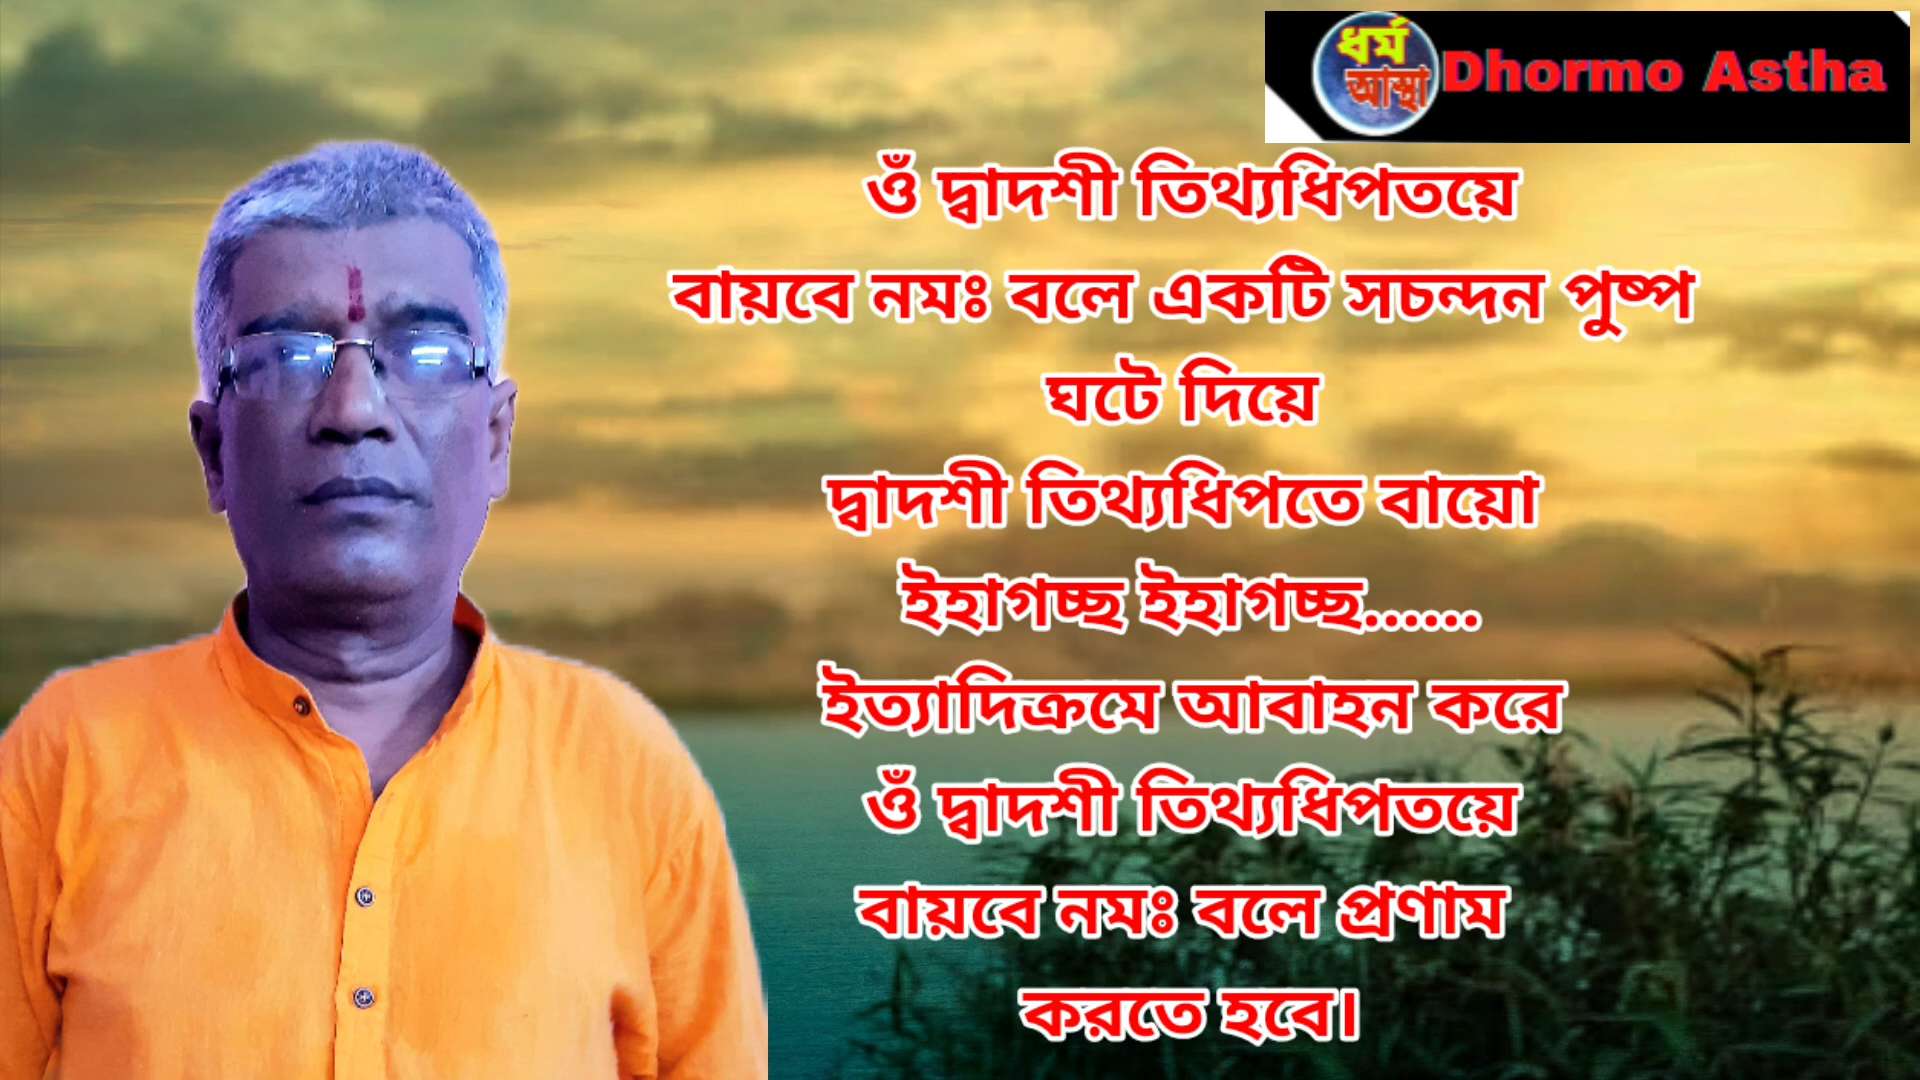 ধর্ম
আস্থা
Dhormo Astha
ওঁ দ্বাদশী তিথ্যধিপতয়ে
বায়বে নমঃ বলে একটি সচন্দন পুষ্প
ঘটে দিয়ে
দ্বাদশী তিথ্যধিপতে বায়ো
ইহাগচ্ছ ইহাগচ্ছ......
ইত্যাদিক্রমে আবাহন করে
ওঁ দ্বাদশী তিথ্যধিপতয়ে
বায়বে নমঃ বলে প্রণাম
করতে হবে।